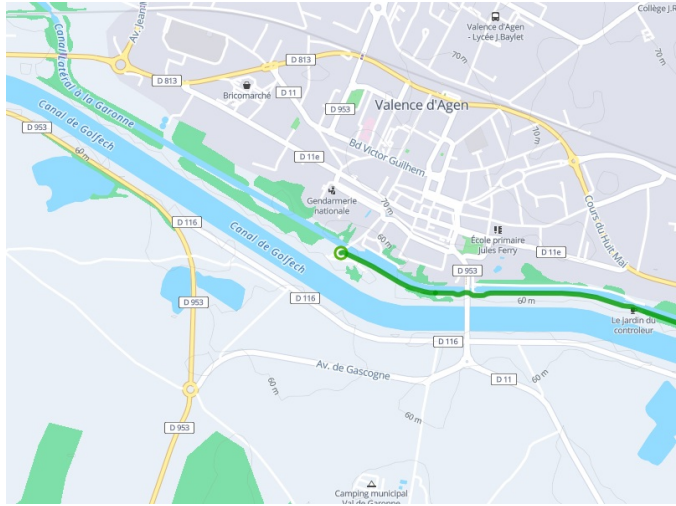 Collège J.R
Valence d'Agen
- Lycée J.Baylet
70 m
Av. Jean
D 813
D 813
Canal Latéral à la Garonne
Bricomarché
D 11
D 953
Valence d'Agen
Canal de Golfech
D 953
60 m
70 m
Bd Victor Guilhem
D 11e
Gendarmerie
nationale
70 m
Cours du Huit Mai
D 116
Canal de Golfech
60 m
École primaire
Jules Ferry
D 11e
D 953
D 953
D 116
60 m
Le jardin du
controleur
D 116
60 m
Av. de Gascogne
60 m
D 11
60 m
D 953
60 m
Camping municipal
Val de Garonne